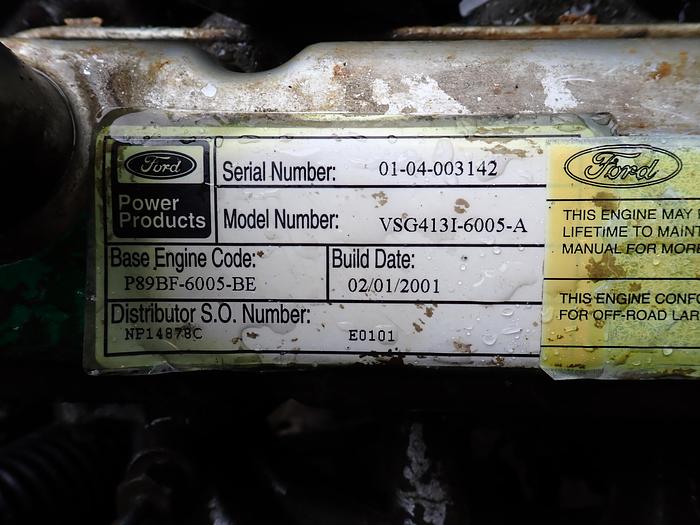 Ford
Power
Products
Serial Number: 01-04-003142
Model Number: VSG413I-6005-A
Base Engine Code:
P89BF-6005-BE
Build Date:
02/01/2001
Distributor S.O. Number:
NP14878C E0101
Ford
THIS ENGINE MAY
LIFETIME TO MAINT
MANUAL FOR MORE
THIS ENGINE CONF
FOR OFF-ROAD LAR